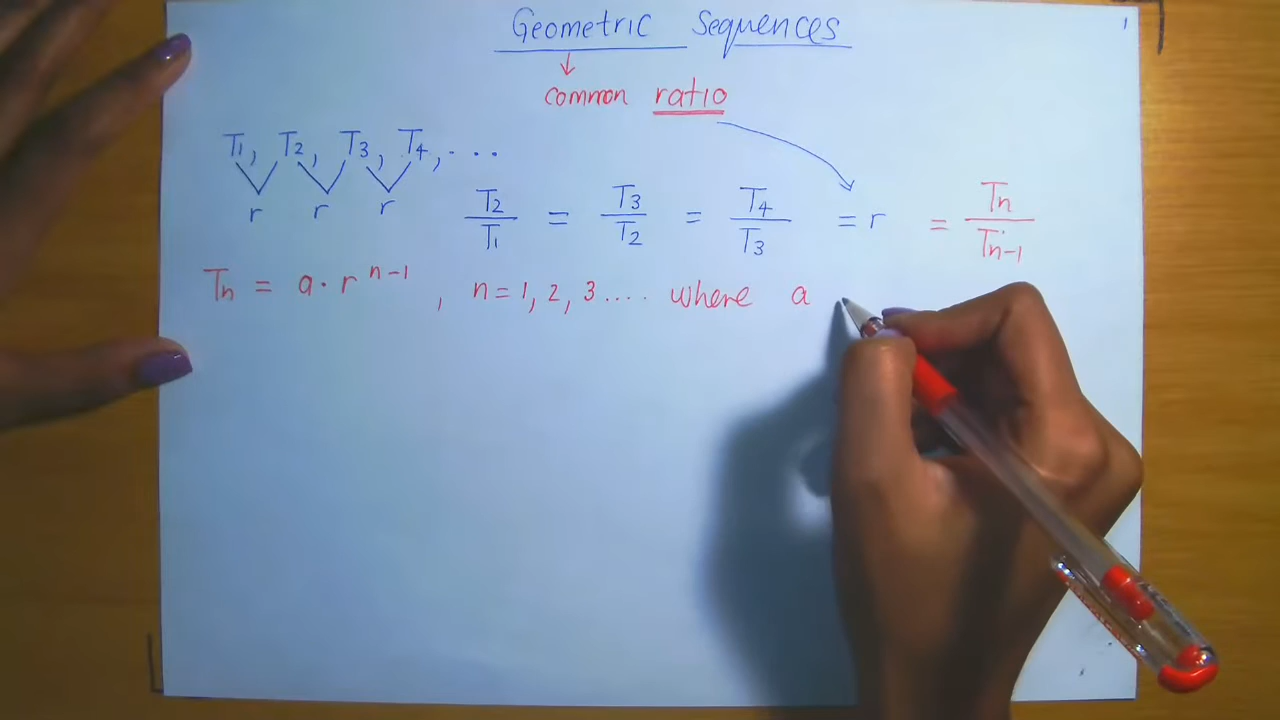 1
Geometric Sequences
↓
common ratio
T₁, T₂, T₃, T₄, ...
r r r
T₂/T₁ = T₃/T₂ = T₄/T₃ = r = Tₙ/Tₙ₋₁
Tₙ = a · r^(n-1), n = 1, 2, 3.... where a